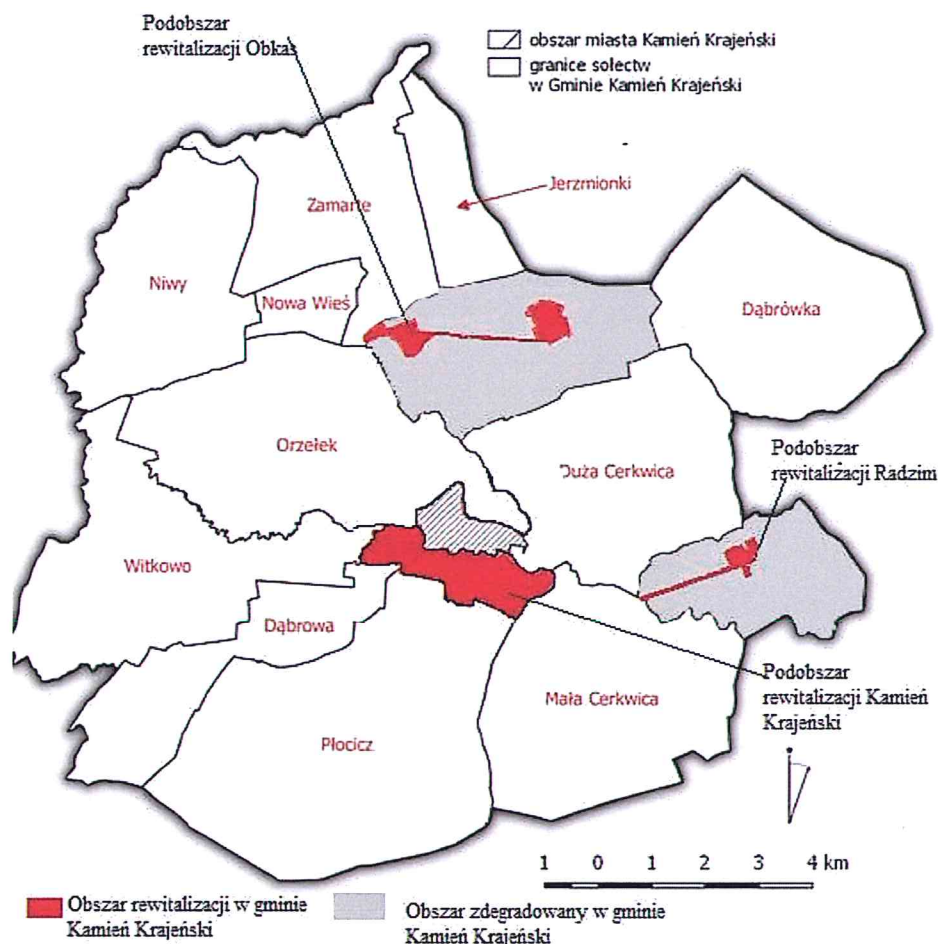 Podobszar
rewitalizacji Obkas
obszar miasta Kamień Krajeński
granice sołectw
w Gminie Kamień Krajeński
Jerzmionki
Zamarte
Niwy
Nowa Wieś
Dąbrówka
Orzełek
Duża Cerkwica
Podobszar
rewitalizacji Radzim
Witkowo
Dąbrowa
Podobszar
rewitalizacji Kamień
Krajeński
Mała Cerkwica
Płocicz
1 0 1 2 3 4 km
Obszar rewitalizacji w gminie
Kamień Krajeński
Obszar zdegradowany w gminie
Kamień Krajeński